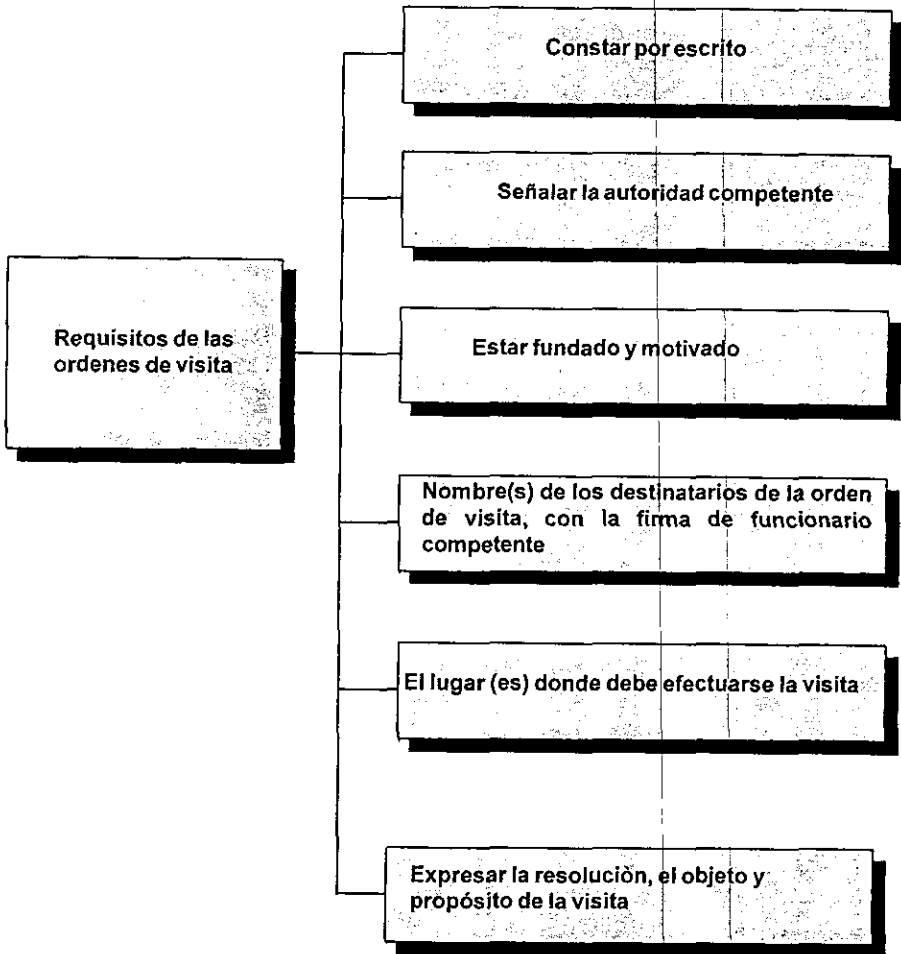 Constar por escrito
Señalar la autoridad competente
Requisitos de las
ordenes de visita
Estar fundado y motivado
Nombre(s) de los destinatarios de la orden
de visita, con la firma de funcionario
competente
El lugar (es) donde debe efectuarse la visita
Expresar la resolución, el objeto y
propósito de la visita